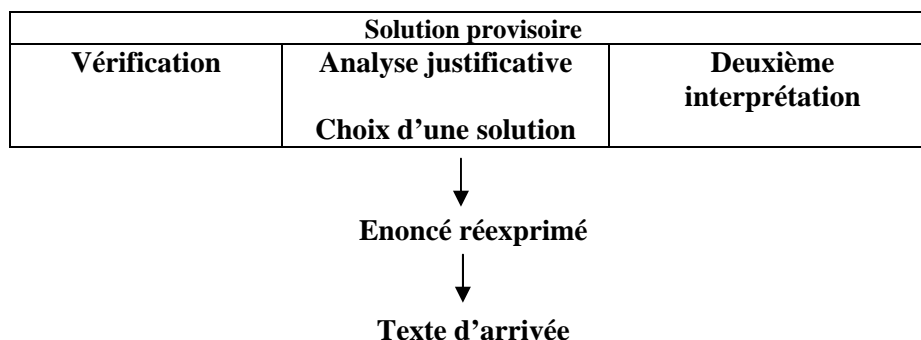 Solution provisoire
Vérification
Analyse justificative
Choix d'une solution
Deuxième
interprétation
Enoncé réexprimé
Texte d'arrivée